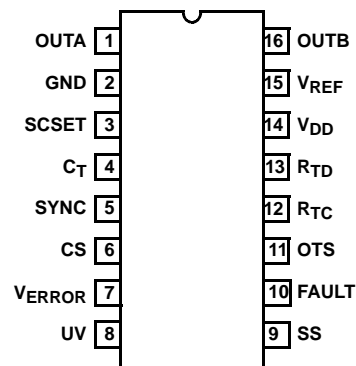 OUTA 1 16 OUTB
GND 2 15 VREF
SCSET 3 14 VDD
CT 4 13 RTD
SYNC 5 12 RTC
CS 6 11 OTS
VERROR 7 10 FAULT
UV 8 9 SS